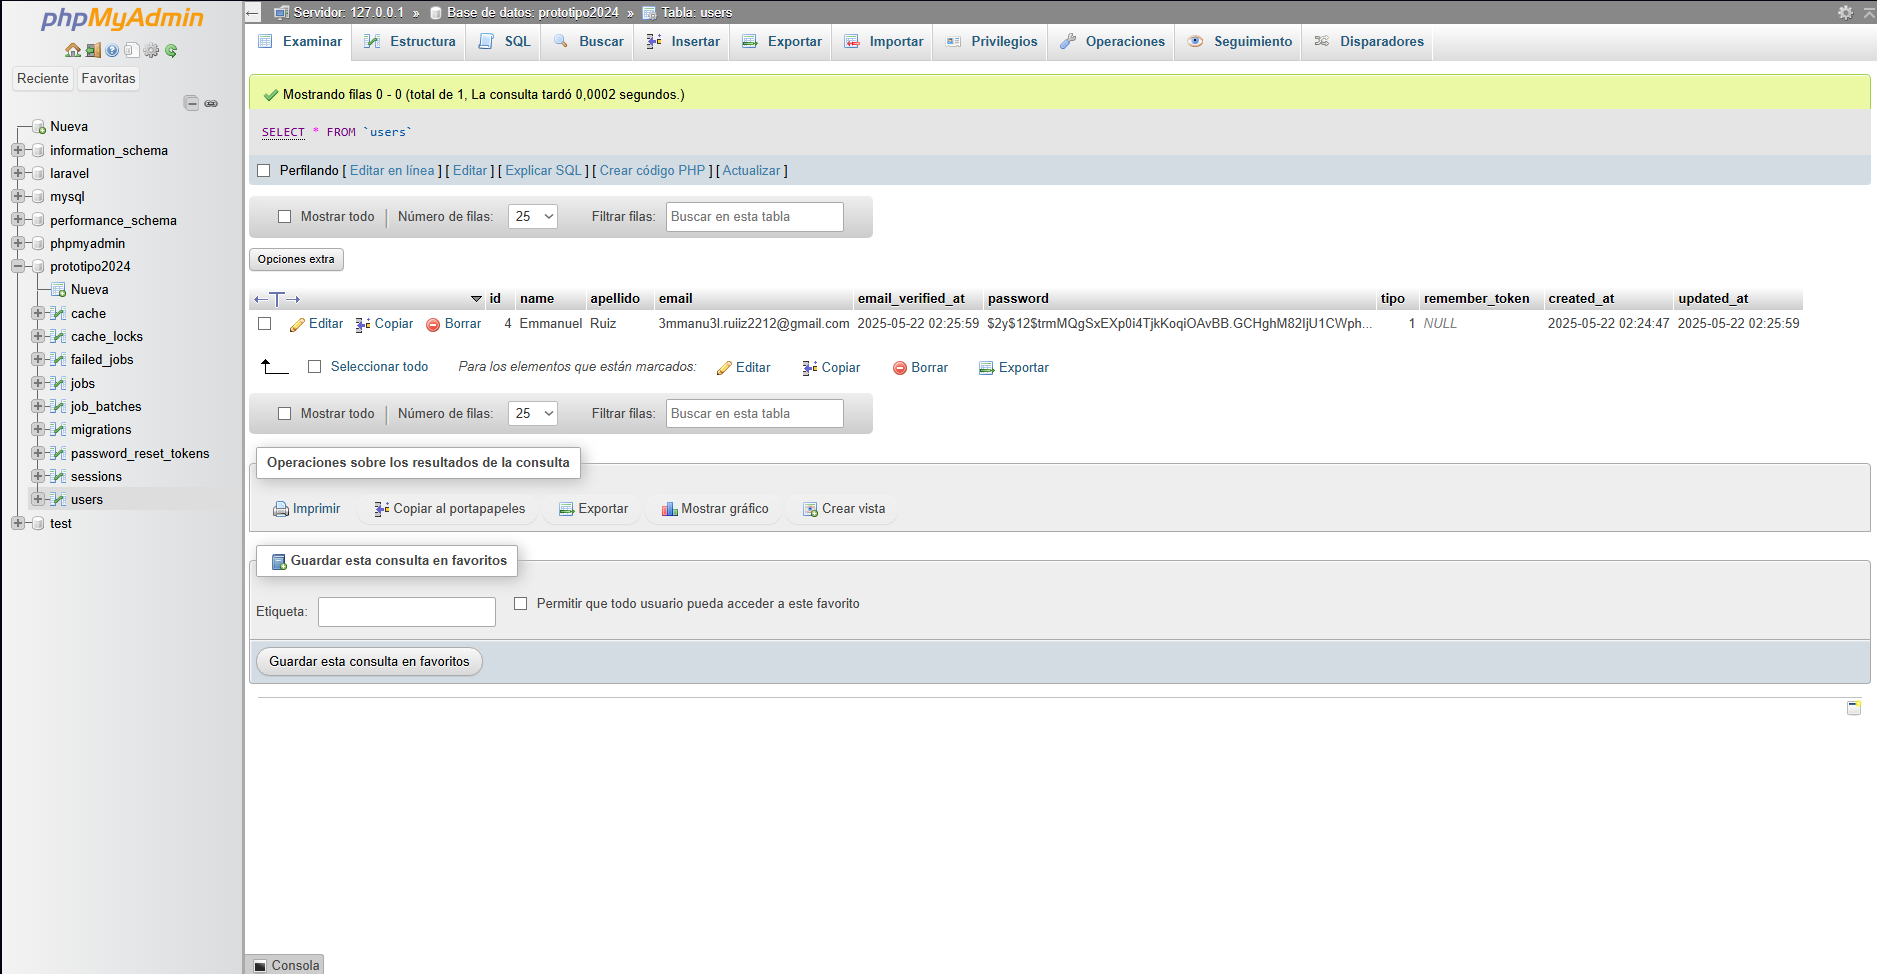 phpMyAdmin
Reciente Favoritas
Nueva
information_schema
laravel
mysql
performance_schema
phpmyadmin
prototipo2024
Nueva
cache
cache_locks
failed_jobs
jobs
job_batches
migrations
password_reset_tokens
sessions
users
test
Servidor: 127.0.0.1 » Base de datos: prototipo2024 » Tabla: users
Examinar Estructura SQL Buscar Insertar Exportar Importar Privilegios Operaciones Seguimiento Disparadores
Mostrando filas 0 - 0 (total de 1, La consulta tardó 0,0002 segundos.)
SELECT * FROM `users`
Perfilando [ Editar en línea ] [ Editar ] [ Explicar SQL ] [ Crear código PHP ] [ Actualizar ]
Mostrar todo Número de filas: 25 Filtrar filas: Buscar en esta tabla
Opciones extra
id name apellido email email_verified_at password tipo remember_token created_at updated_at
Editar Copiar Borrar 4 Emmanuel Ruiz 3mmanu3l.ruiiz2212@gmail.com 2025-05-22 02:25:59 $2y$12$trmMQgSxEXp0i4TjkKoqiOAvBB.GCHghM82IjU1CWph... 1 NULL 2025-05-22 02:24:47 2025-05-22 02:25:59
Seleccionar todo Para los elementos que están marcados: Editar Copiar Borrar Exportar
Mostrar todo Número de filas: 25 Filtrar filas: Buscar en esta tabla
Operaciones sobre los resultados de la consulta
Imprimir Copiar al portapapeles Exportar Mostrar gráfico Crear vista
Guardar esta consulta en favoritos
Etiqueta: Permitir que todo usuario pueda acceder a este favorito
Guardar esta consulta en favoritos
Consola